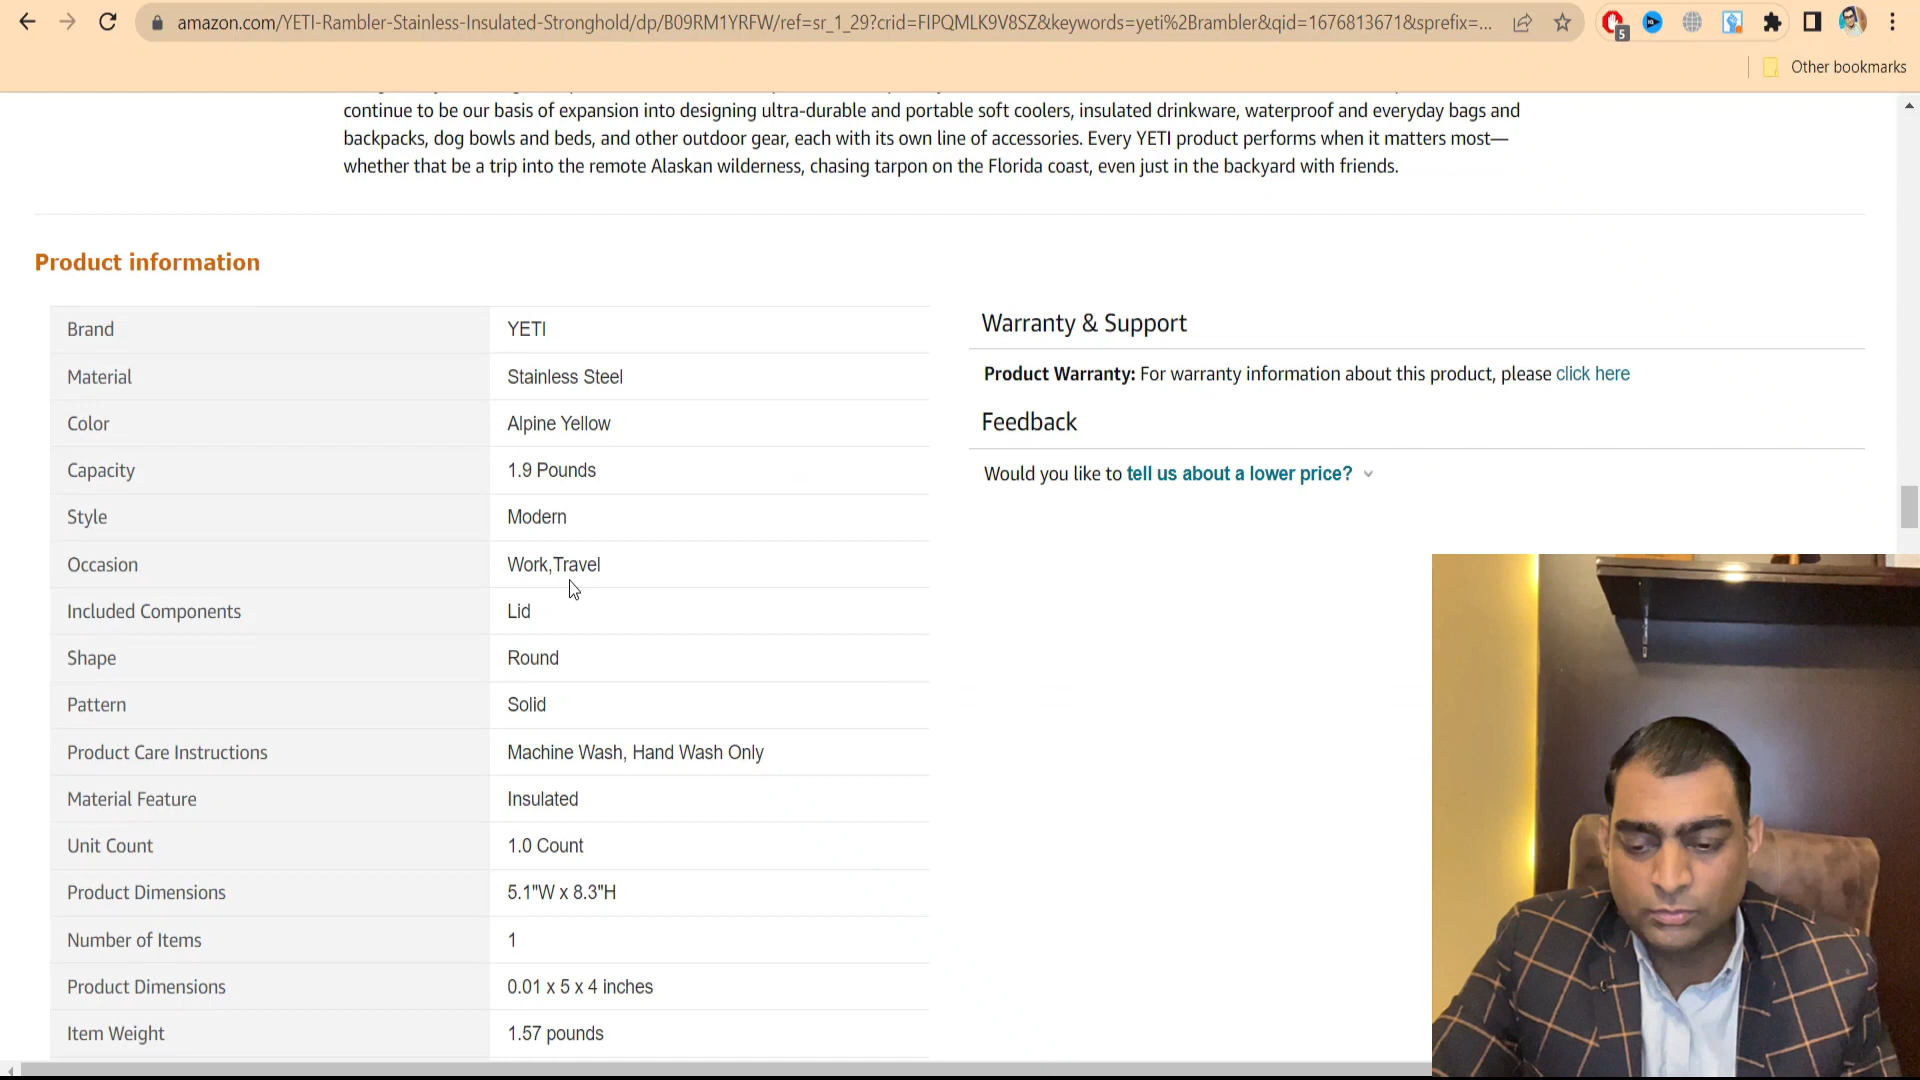 amazon.com/YETI-Rambler-Stainless-Insulated-Stronghold/dp/B09RM1YRFW/ref=sr_1_29?crid=FIPQMLK9V8SZ&keywords=yeti%2Brambler&qid=1676813671&sprefix=...
5
Other bookmarks
continue to be our basis of expansion into designing ultra-durable and portable soft coolers, insulated drinkware, waterproof and everyday bags and
backpacks, dog bowls and beds, and other outdoor gear, each with its own line of accessories. Every YETI product performs when it matters most—
whether that be a trip into the remote Alaskan wilderness, chasing tarpon on the Florida coast, even just in the backyard with friends.
Product information
Brand YETI
Material Stainless Steel
Color Alpine Yellow
Capacity 1.9 Pounds
Style Modern
Occasion Work,Travel
Included Components Lid
Shape Round
Pattern Solid
Product Care Instructions Machine Wash, Hand Wash Only
Material Feature Insulated
Unit Count 1.0 Count
Product Dimensions 5.1"W x 8.3"H
Number of Items 1
Product Dimensions 0.01 x 5 x 4 inches
Item Weight 1.57 pounds
Warranty & Support
Product Warranty: For warranty information about this product, please click here
Feedback
Would you like to tell us about a lower price?